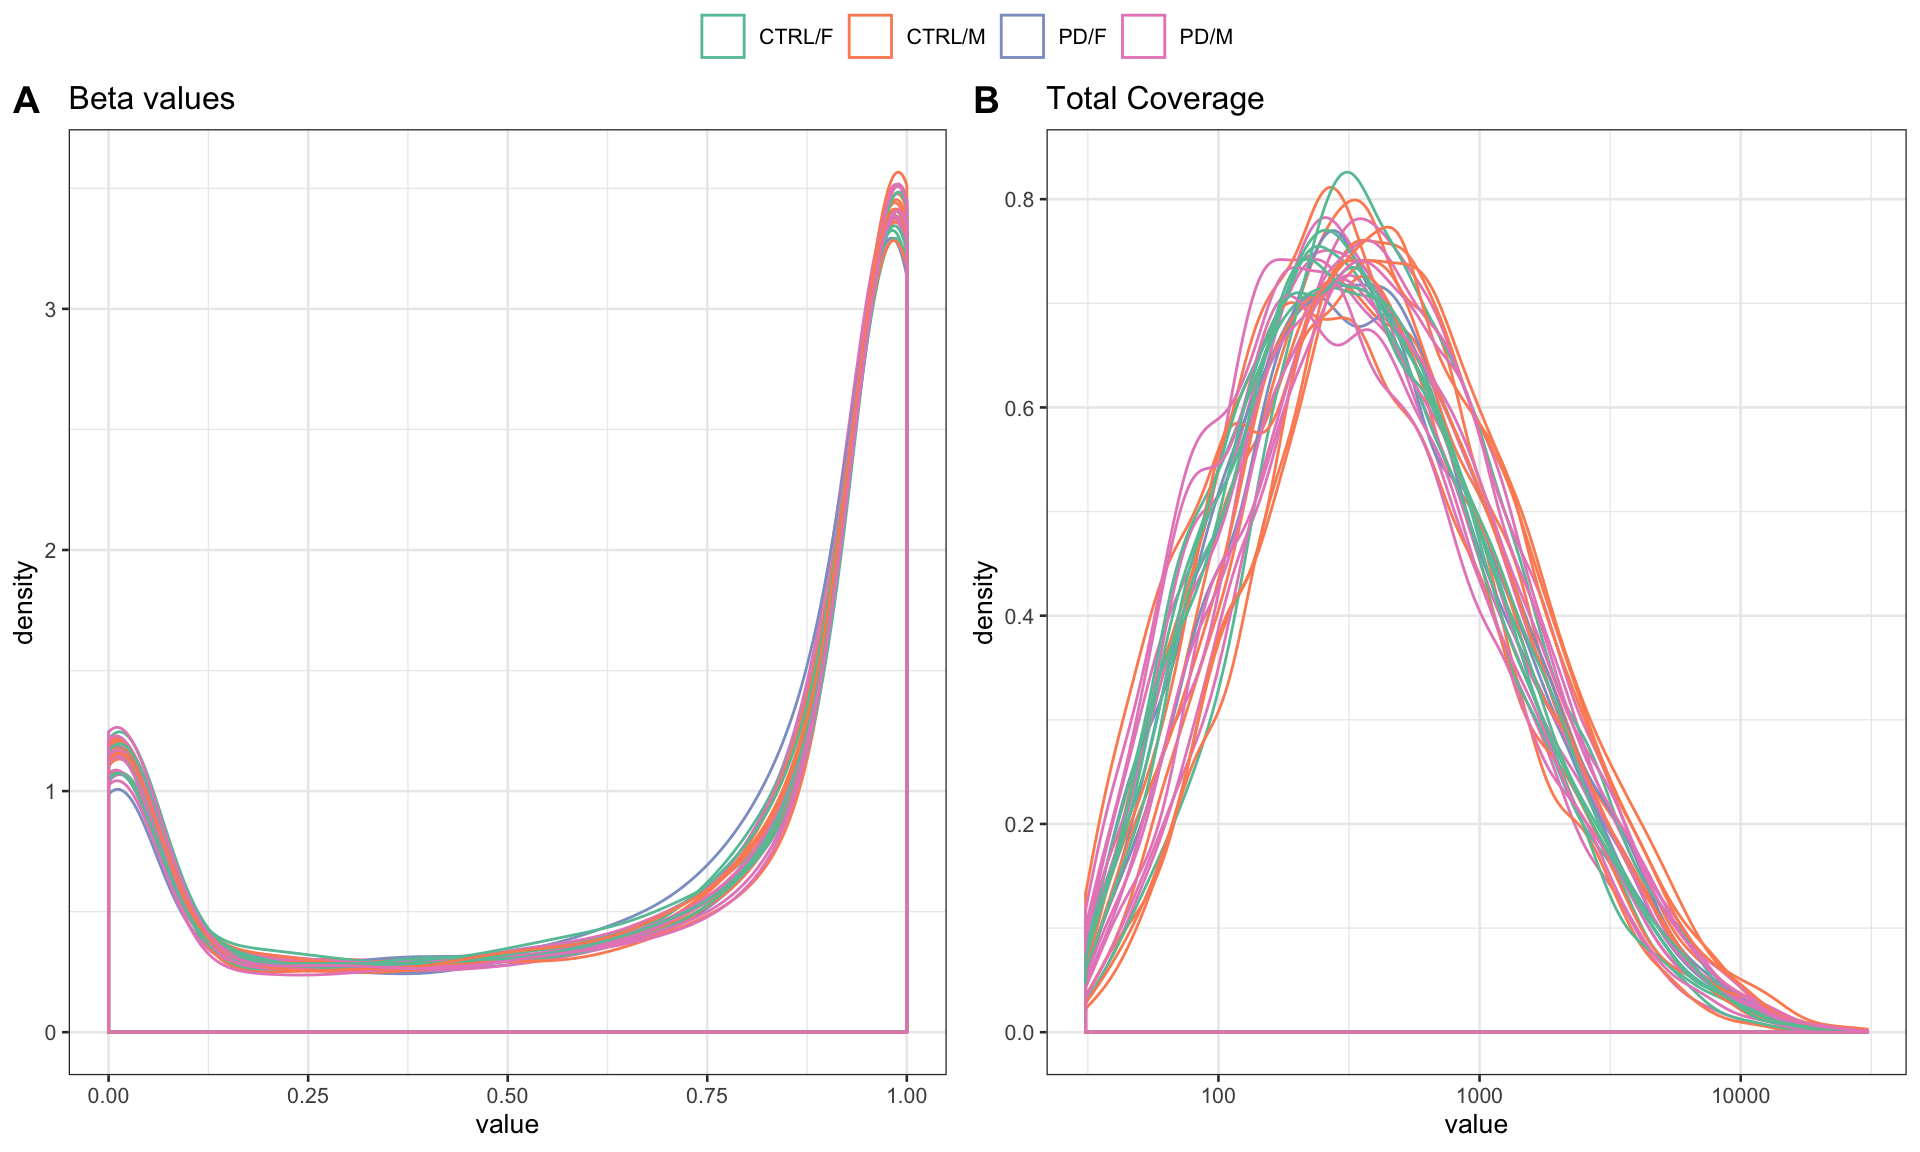 CTRL/F CTRL/M PD/F PD/M
A Beta values
density
3
2
1
0
0.00 0.25 0.50 0.75 1.00
value
B Total Coverage
density
0.8
0.6
0.4
0.2
0.0
100 1000 10000
value